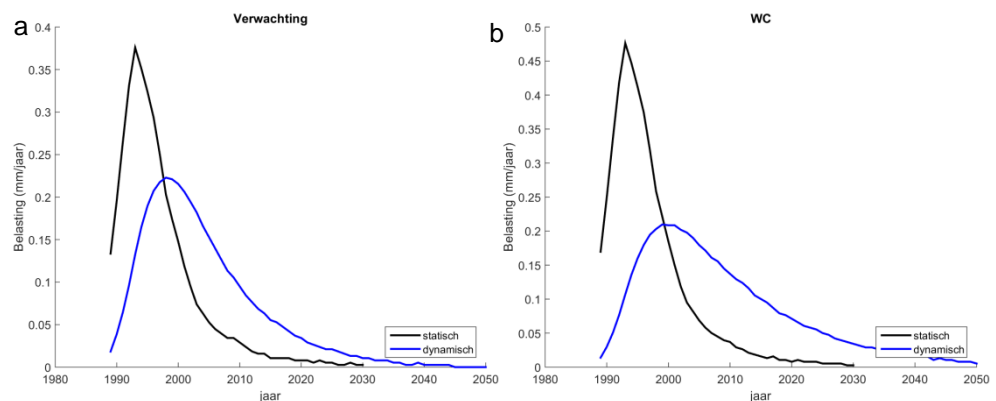 a
Verwachting
0.4
0.35
0.3
0.25
0.2
0.15
0.1
0.05
0
Belasting (mm/jaar)
1980 1990 2000 2010 2020 2030 2040 2050
jaar
statisch
dynamisch
b
WC
0.5
0.45
0.4
0.35
0.3
0.25
0.2
0.15
0.1
0.05
0
Belasting (mm/jaar)
1980 1990 2000 2010 2020 2030 2040 2050
jaar
statisch
dynamisch